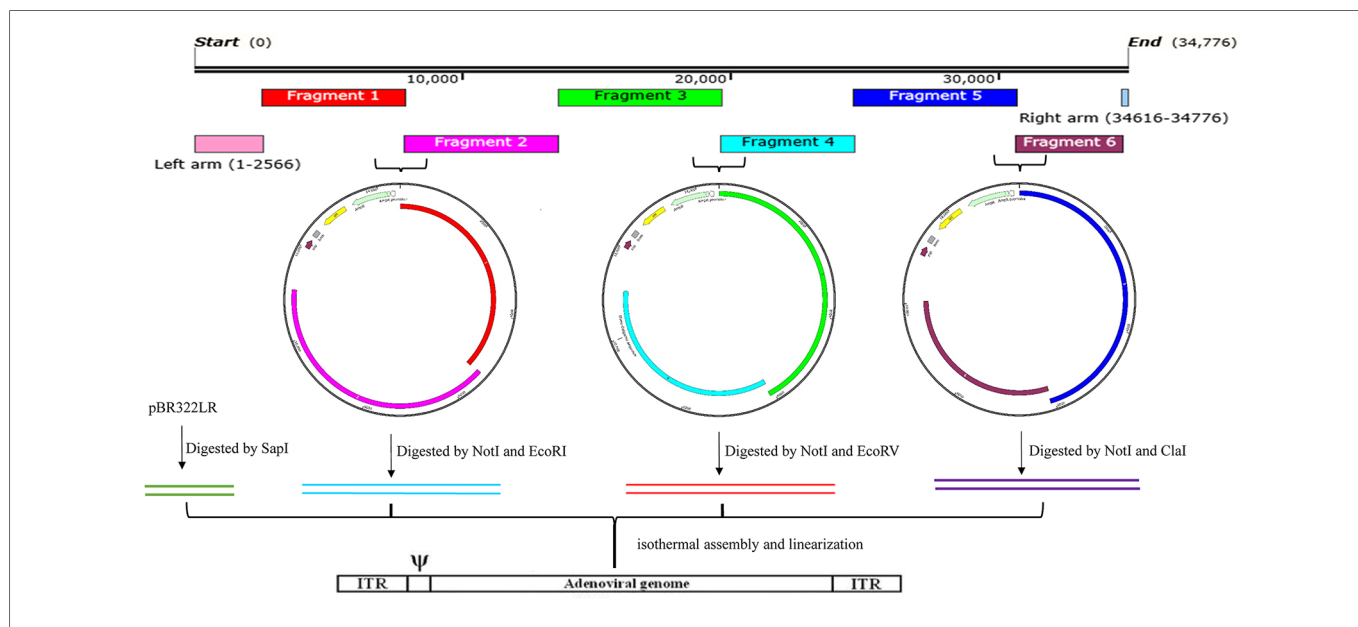 Start (0)
End (34,776)
10,000
20,000
30,000
Fragment 1
Fragment 3
Fragment 5
Right arm (34616-34776)
Fragment 2
Fragment 4
Fragment 6
Left arm (1-2566)
pBR322LR
Digested by SapI
Digested by NotI and EcoRI
Digested by NotI and EcoRV
Digested by NotI and ClaI
isothermal assembly and linearization
Ψ
ITR
Adenoviral genome
ITR